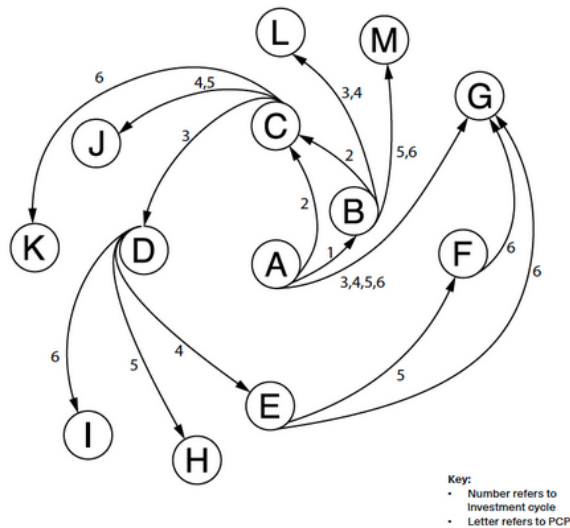 L
M
6
4,5
3,4
G
C
J
3
2
5,6
B
2
K
D
A
1
F
6
3,4,5,6
6
6
5
4
5
E
I
H
Key:
• Number refers to
Investment cycle
• Letter refers to PCP